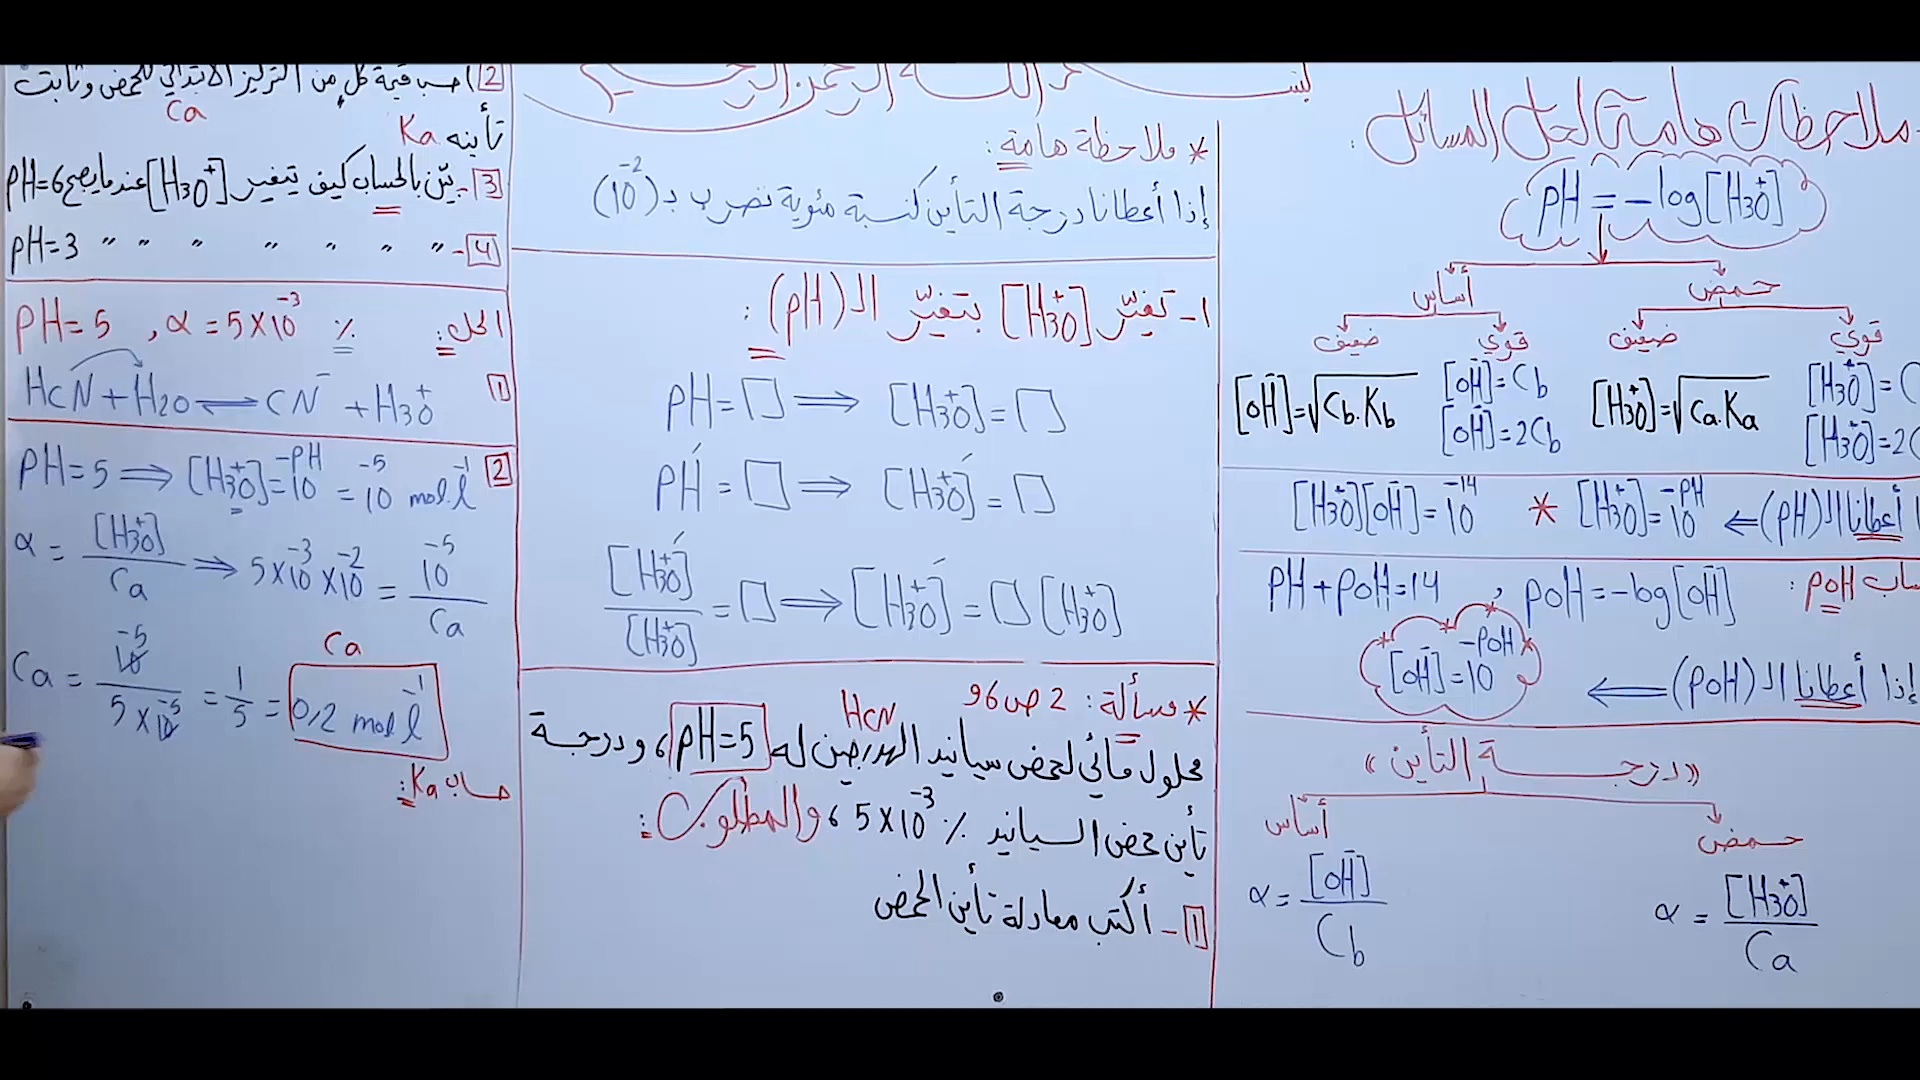 ملاحظات هامة لحل المسائل:
pH = -log[H3O+]
حمض
أساس
قوي
ضعيف
قوي
ضعيف
[H3O+] =
[H3O+] = 2
[H3O+] = √Ca.Ka
[OH-] = Cb
[OH-] = 2Cb
[OH-] = √Cb.Kb
أعطانا الـ (pH) ⇐ [H3O+] = 10^-pH * [H3O+][OH-] = 10^-14
pOH: pOH = -log[OH-] , pH + pOH = 14
إذا أعطانا الـ (pOH) ⇐ [OH-] = 10^-pOH
«درجة التأين»
حمض
أساس
α = [H3O+] / Ca
α = [OH-] / Cb
بسم الله الرحمن الرحيم
* ملاحظة هامة:
إذا أعطانا درجة التأين كنسبة مئوية نضرب بـ (10^-2)
1- تغيّر [H3O+] بتغيّر الـ (pH):
pH = □ ⟹ [H3O+] = □
pH' = □ ⟹ [H3O+]' = □
[H3O+]' / [H3O+] = □ ⟹ [H3O+]' = □ [H3O+]
* مسألة: 2 ص 96
HCN
محلول مائي لحمض سيانيد الهدرجين له pH=5 ، ودرجة
تأين حمض السيانيد 5×10^-3 % ، والمطلوب:
1- أكتب معادلة تأين الحمض
2) احسب قيمة كل من التركيز الابتدائي للحمض وثابت
Ca
تأينه Ka
3- بيّن بالحساب كيف يتغير [H3O+] عندما يصبح pH=6
4- " " " " " " " pH=3
الحل: pH = 5 , α = 5×10^-3 %
1 HCN + H2O ⇌ CN- + H3O+
2 pH = 5 ⟹ [H3O+] = 10^-pH = 10^-5 mol.l^-1
α = [H3O+] / Ca ⟹ 5×10^-3 × 10^-2 = 10^-5 / Ca
Ca
Ca = 10^-5 / 5×10^-5 = 1/5 = 0,2 mol l^-1
حساب Ka: